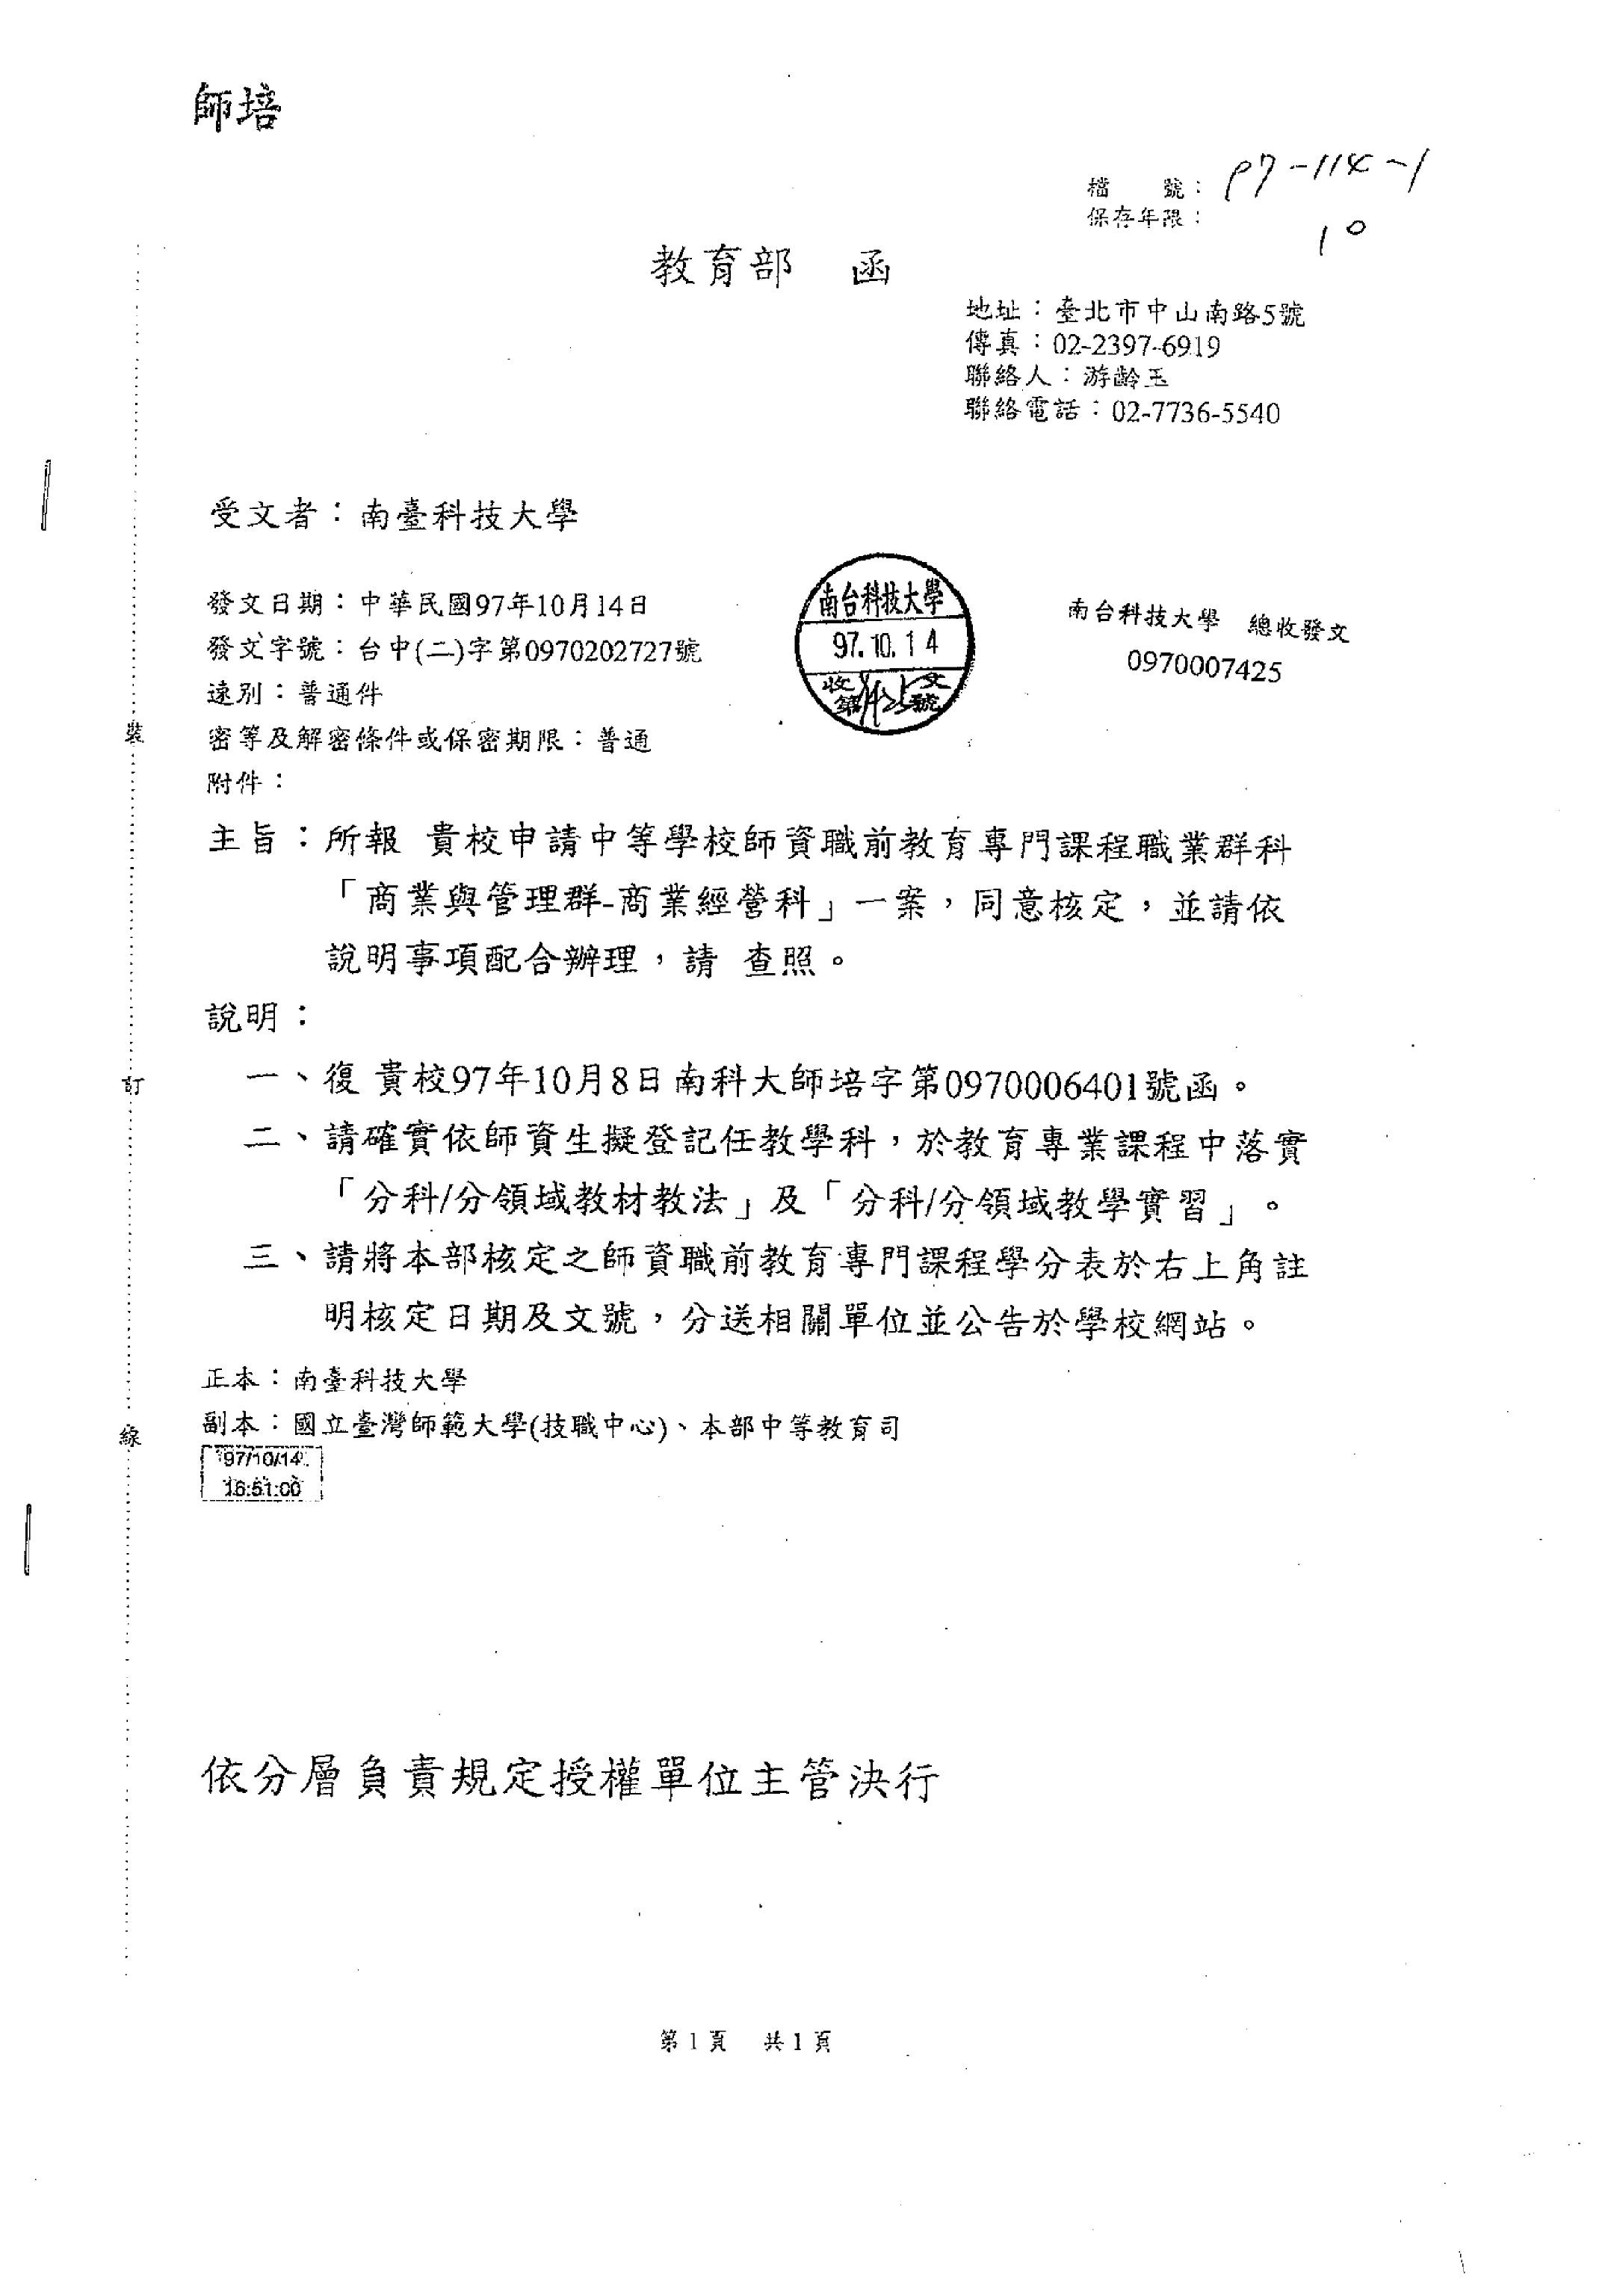 師培
檔　　號：
保存年限：
10
教育部　函
地址：臺北市中山南路5號
傳真：02-2397-6919
聯絡人：游齡玉
聯絡電話：02-7736-5540
受文者：南臺科技大學
發文日期：中華民國97年10月14日
發文字號：台中(二)字第0970202727號
速別：普通件
密等及解密條件或保密期限：普通
附件：
南台科技大學
97.10.14
收文
第 號
南台科技大學　總收發文
0970007425
主旨：所報 貴校申請中等學校師資職前教育專門課程職業群科
「商業與管理群-商業經營科」一案，同意核定，並請依
說明事項配合辦理，請 查照。
說明：
一、復 貴校97年10月8日南科大師培字第0970006401號函。
二、請確實依師資生擬登記任教學科，於教育專業課程中落實
「分科/分領域教材教法」及「分科/分領域教學實習」。
三、請將本部核定之師資職前教育專門課程學分表於右上角註
明核定日期及文號，分送相關單位並公告於學校網站。
正本：南臺科技大學
副本：國立臺灣師範大學(技職中心)、本部中等教育司
97/10/14
16:51:00
裝
訂
線
依分層負責規定授權單位主管決行
第1頁　共1頁